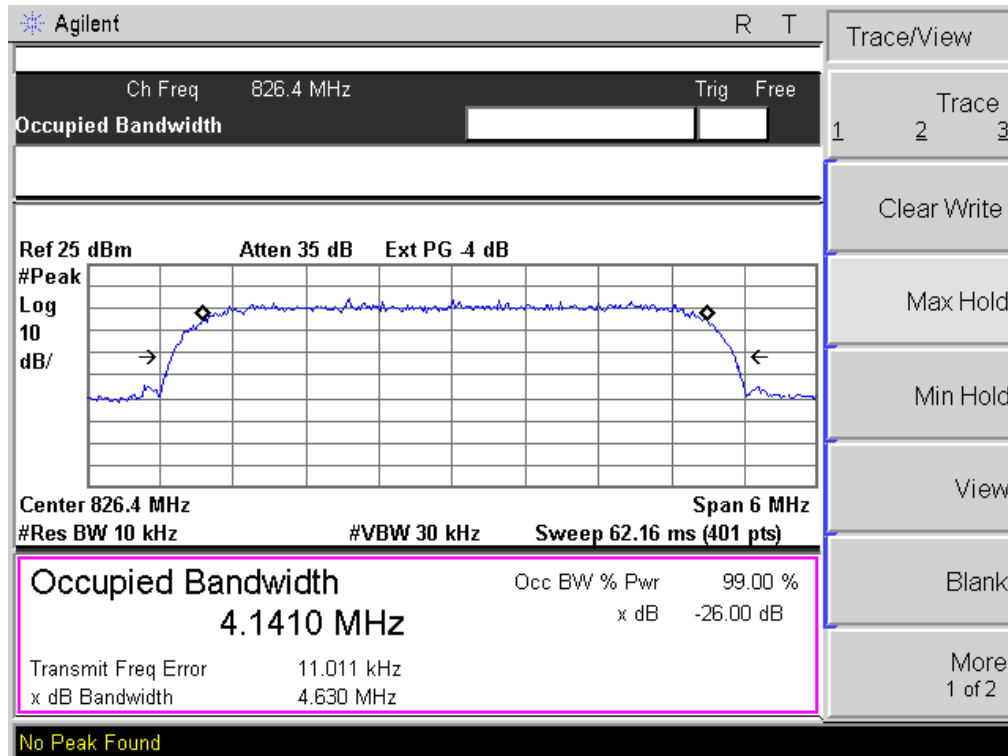 Agilent R T Trace/View
Ch Freq 826.4 MHz Trig Free
Occupied Bandwidth
Trace
1 2 3
Clear Write
Max Hold
Min Hold
View
Blank
More
1 of 2
Ref 25 dBm Atten 35 dB Ext PG -4 dB
#Peak
Log
10
dB/
Center 826.4 MHz Span 6 MHz
#Res BW 10 kHz #VBW 30 kHz Sweep 62.16 ms (401 pts)
Occupied Bandwidth Occ BW % Pwr 99.00 %
4.1410 MHz x dB -26.00 dB
Transmit Freq Error 11.011 kHz
x dB Bandwidth 4.630 MHz
No Peak Found